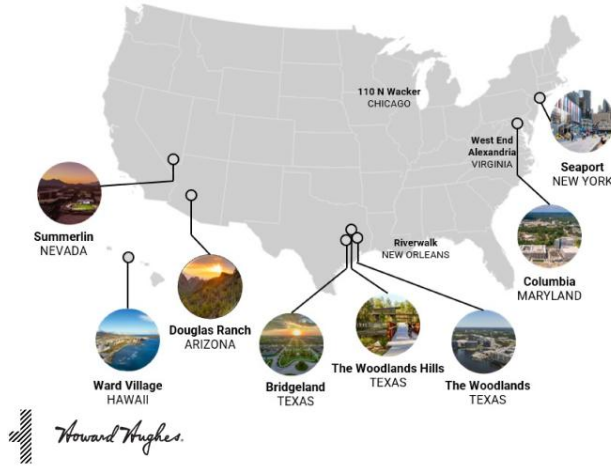 110 N Wacker
CHICAGO
West End
Alexandria
VIRGINIA
Seaport
NEW YORK
Summerlin
NEVADA
Riverwalk
NEW ORLEANS
Columbia
MARYLAND
Douglas Ranch
ARIZONA
Ward Village
HAWAII
Bridgeland
TEXAS
The Woodlands Hills
TEXAS
The Woodlands
TEXAS
Howard Hughes.